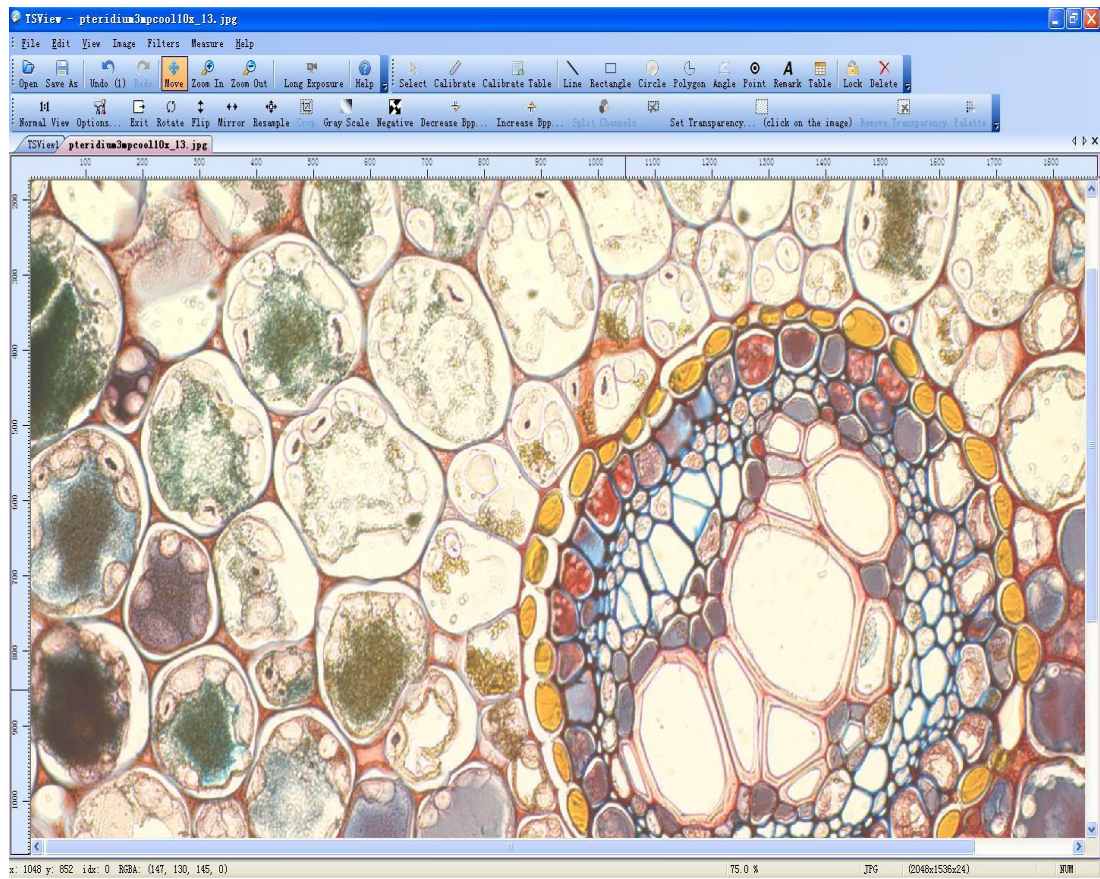 TSView - pteridium3mpcool10x_13.jpg
File Edit View Image Filters Measure Help
Open Save As Undo (1) Redo Move Zoom In Zoom Out Long Exposure Help Select Calibrate Calibrate Table Line Rectangle Circle Polygon Angle Point Remark Table Lock Delete
1:1
A
Normal View Options... Exit Rotate Flip Mirror Resample Crop Gray Scale Negative Decrease Bpp... Increase Bpp... Split Channels Set Transparency... (click on the image) Remove Transparency Palette
TSView1 pteridium3mpcool10x_13.jpg
100 200 300 400 500 600 700 800 900 1000 1100 1200 1300 1400 1500 1600 1700 1800
200
300
400
500
600
700
800
900
1000
x: 1048 y: 852 idx: 0 RGBA: (147, 130, 145, 0) 75.0 % JPG (2048x1536x24) NUM